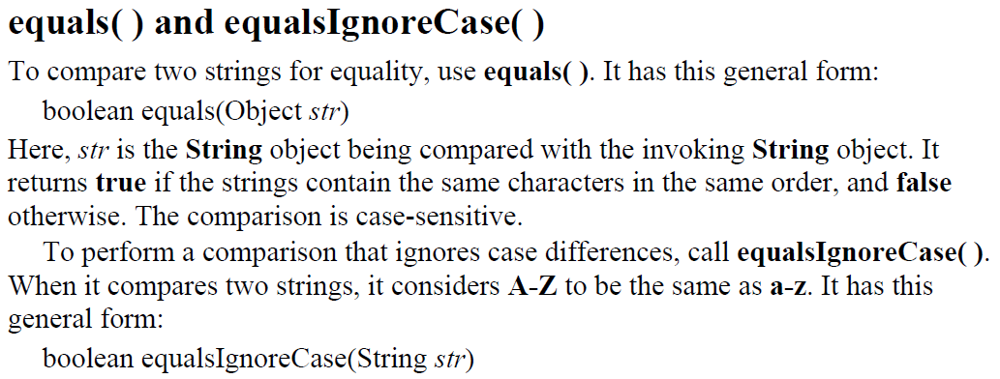 equals( ) and equalsIgnoreCase( )
To compare two strings for equality, use equals( ). It has this general form:
boolean equals(Object str)
Here, str is the String object being compared with the invoking String object. It
returns true if the strings contain the same characters in the same order, and false
otherwise. The comparison is case-sensitive.
To perform a comparison that ignores case differences, call equalsIgnoreCase( ).
When it compares two strings, it considers A-Z to be the same as a-z. It has this
general form:
boolean equalsIgnoreCase(String str)